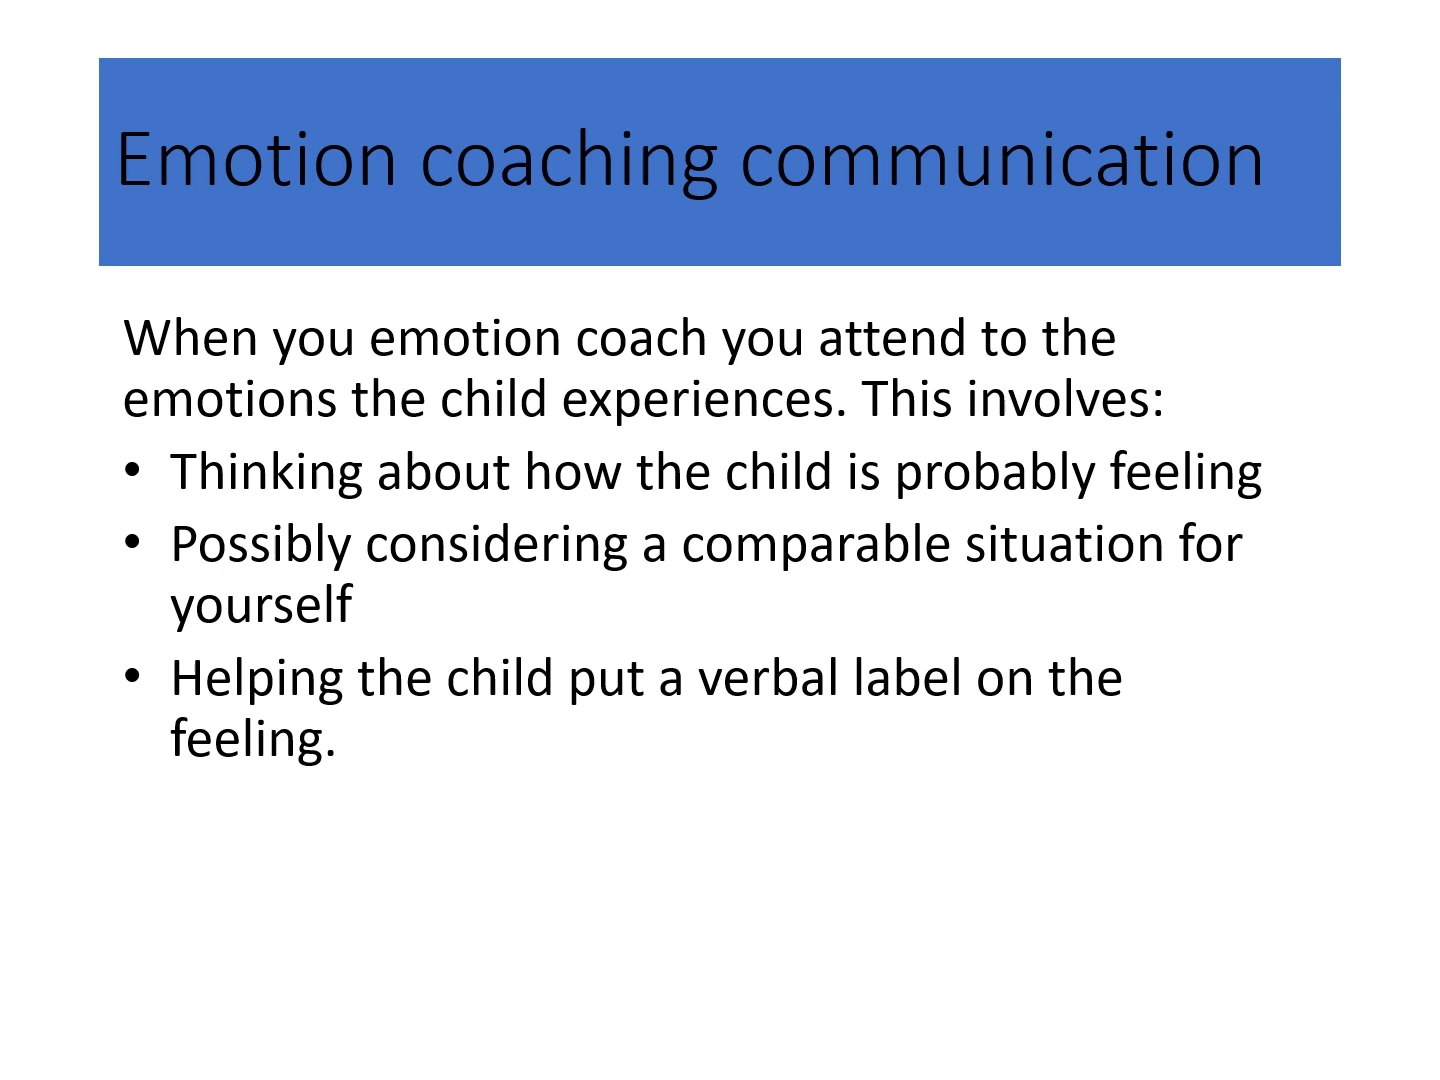 Emotion coaching communication
When you emotion coach you attend to the
emotions the child experiences. This involves:
• Thinking about how the child is probably feeling
• Possibly considering a comparable situation for
yourself
• Helping the child put a verbal label on the
feeling.